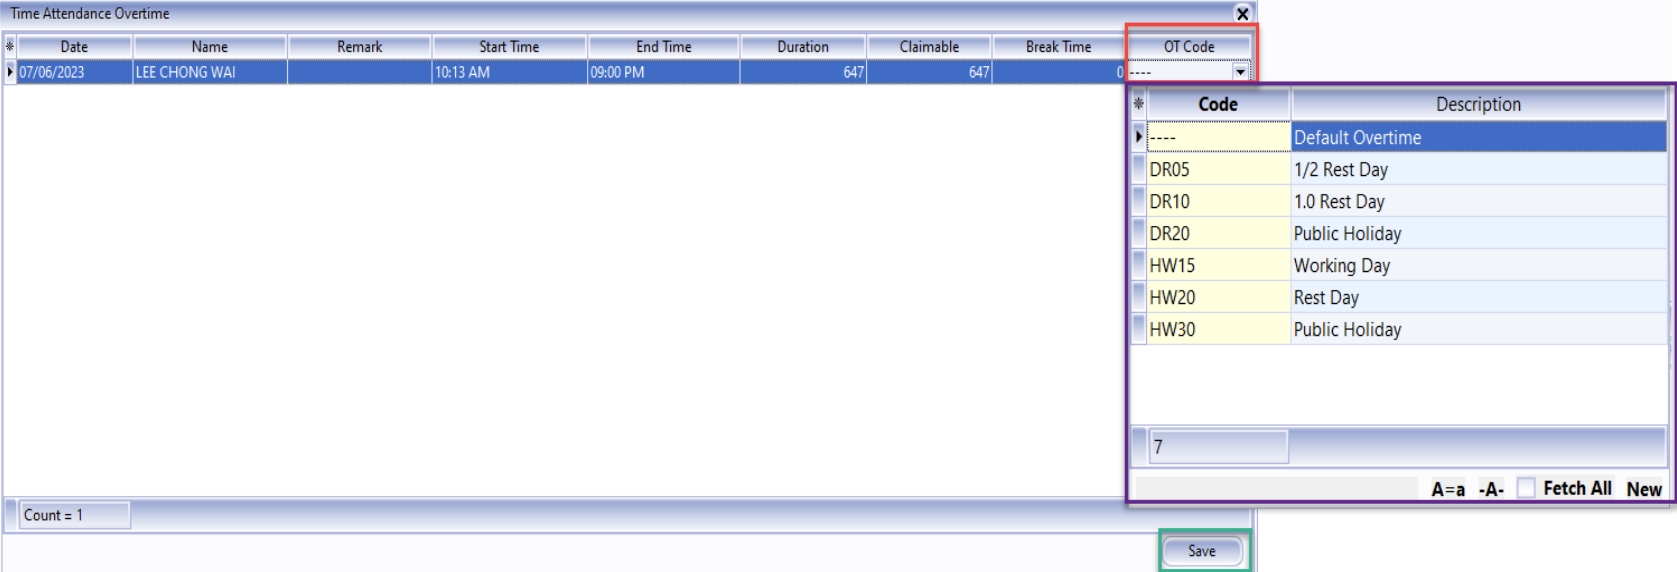 Time Attendance Overtime
Date Name Remark Start Time End Time Duration Claimable Break Time OT Code
07/06/2023 LEE CHONG WAI 10:13 AM 09:00 PM 647 647 0 ----
Code Description
---- Default Overtime
DR05 1/2 Rest Day
DR10 1.0 Rest Day
DR20 Public Holiday
HW15 Working Day
HW20 Rest Day
HW30 Public Holiday
7
A=a -A- Fetch All New
Count = 1
Save